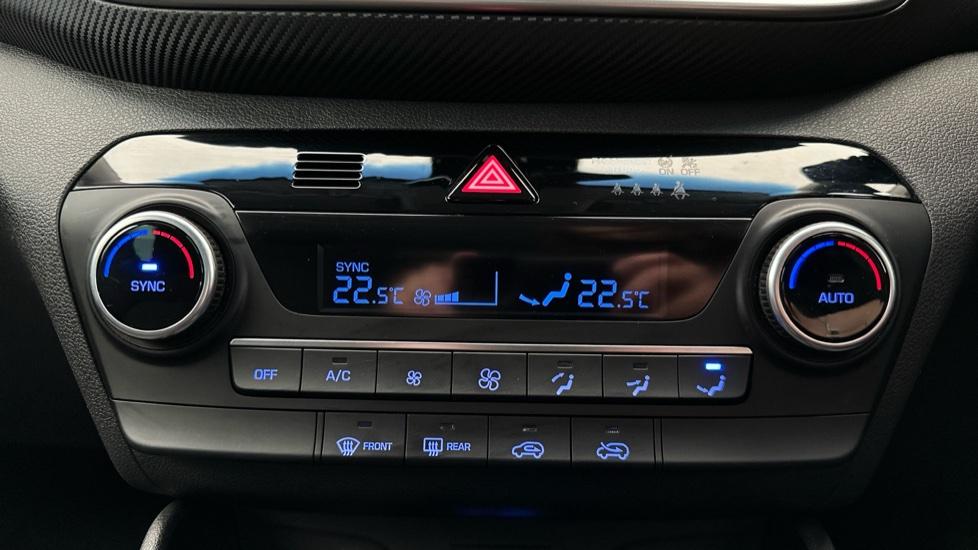 ON OFF
SYNC
22.5°C 22.5°C
SYNC
AUTO
OFF A/C
FRONT REAR